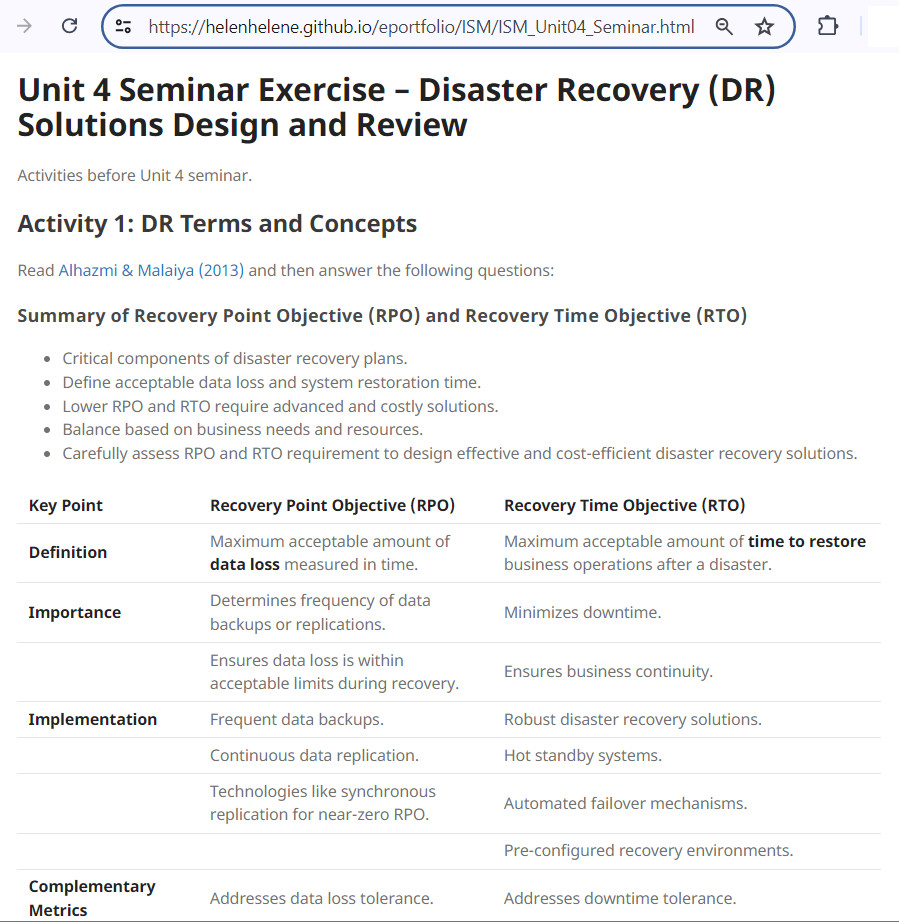 https://helenhelene.github.io/eportfolio/ISM/ISM_Unit04_Seminar.html
Unit 4 Seminar Exercise – Disaster Recovery (DR)
Solutions Design and Review
Activities before Unit 4 seminar.
Activity 1: DR Terms and Concepts
Read Alhazmi & Malaiya (2013) and then answer the following questions:
Summary of Recovery Point Objective (RPO) and Recovery Time Objective (RTO)
• Critical components of disaster recovery plans.
• Define acceptable data loss and system restoration time.
• Lower RPO and RTO require advanced and costly solutions.
• Balance based on business needs and resources.
• Carefully assess RPO and RTO requirement to design effective and cost-efficient disaster recovery solutions.
Key Point Recovery Point Objective (RPO) Recovery Time Objective (RTO)
Definition
Maximum acceptable amount of
data loss measured in time.
Maximum acceptable amount of time to restore
business operations after a disaster.
Importance
Determines frequency of data
backups or replications.
Minimizes downtime.
Ensures data loss is within
acceptable limits during recovery.
Ensures business continuity.
Implementation Frequent data backups. Robust disaster recovery solutions.
Continuous data replication. Hot standby systems.
Technologies like synchronous
replication for near-zero RPO.
Automated failover mechanisms.
Pre-configured recovery environments.
Complementary
Metrics
Addresses data loss tolerance. Addresses downtime tolerance.